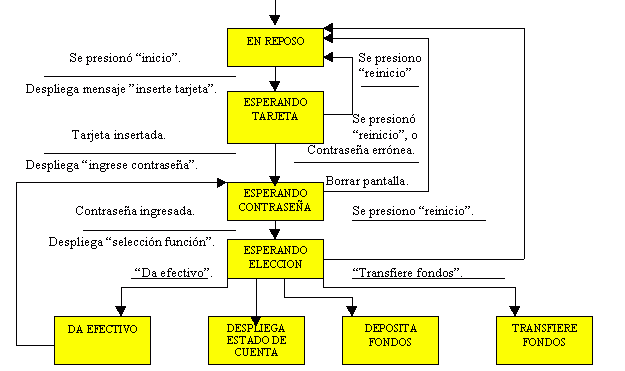 EN REPOSO
Se presionó “inicio”.
Se presiono
“reinicio”
Despliega mensaje ”inserte tarjeta”.
ESPERANDO
TARJETA
Se presionó
“reinicio”, o
Contraseña errónea.
Tarjeta insertada.
Despliega “ingrese contraseña”.
Borrar pantalla.
ESPERANDO
CONTRASEÑA
Contraseña ingresada.
Se presiono “reinicio”.
Despliega “selección función”.
ESPERANDO
ELECCION
“Da efectivo”.
“Transfiere fondos”.
DA EFECTIVO
DESPLIEGA
ESTADO DE
CUENTA
DEPOSITA
FONDOS
TRANSFIERE
FONDOS